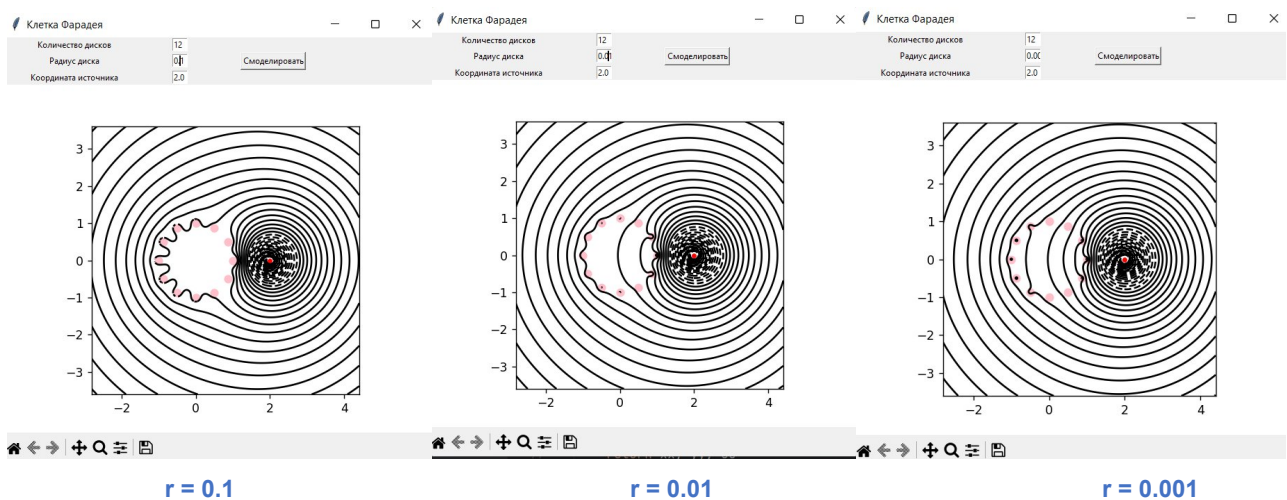 Клетка Фарадея
Количество дисков 12
Радиус диска 0.1 Смоделировать
Координата источника 2.0
3
2
1
0
−1
−2
−3
−2 0 2 4
r = 0.1
Клетка Фарадея
Количество дисков 12
Радиус диска 0.01 Смоделировать
Координата источника 2.0
3
2
1
0
−1
−2
−3
−2 0 2 4
r = 0.01
Клетка Фарадея
Количество дисков 12
Радиус диска 0.00 Смоделировать
Координата источника 2.0
3
2
1
0
−1
−2
−3
−2 0 2 4
r = 0.001